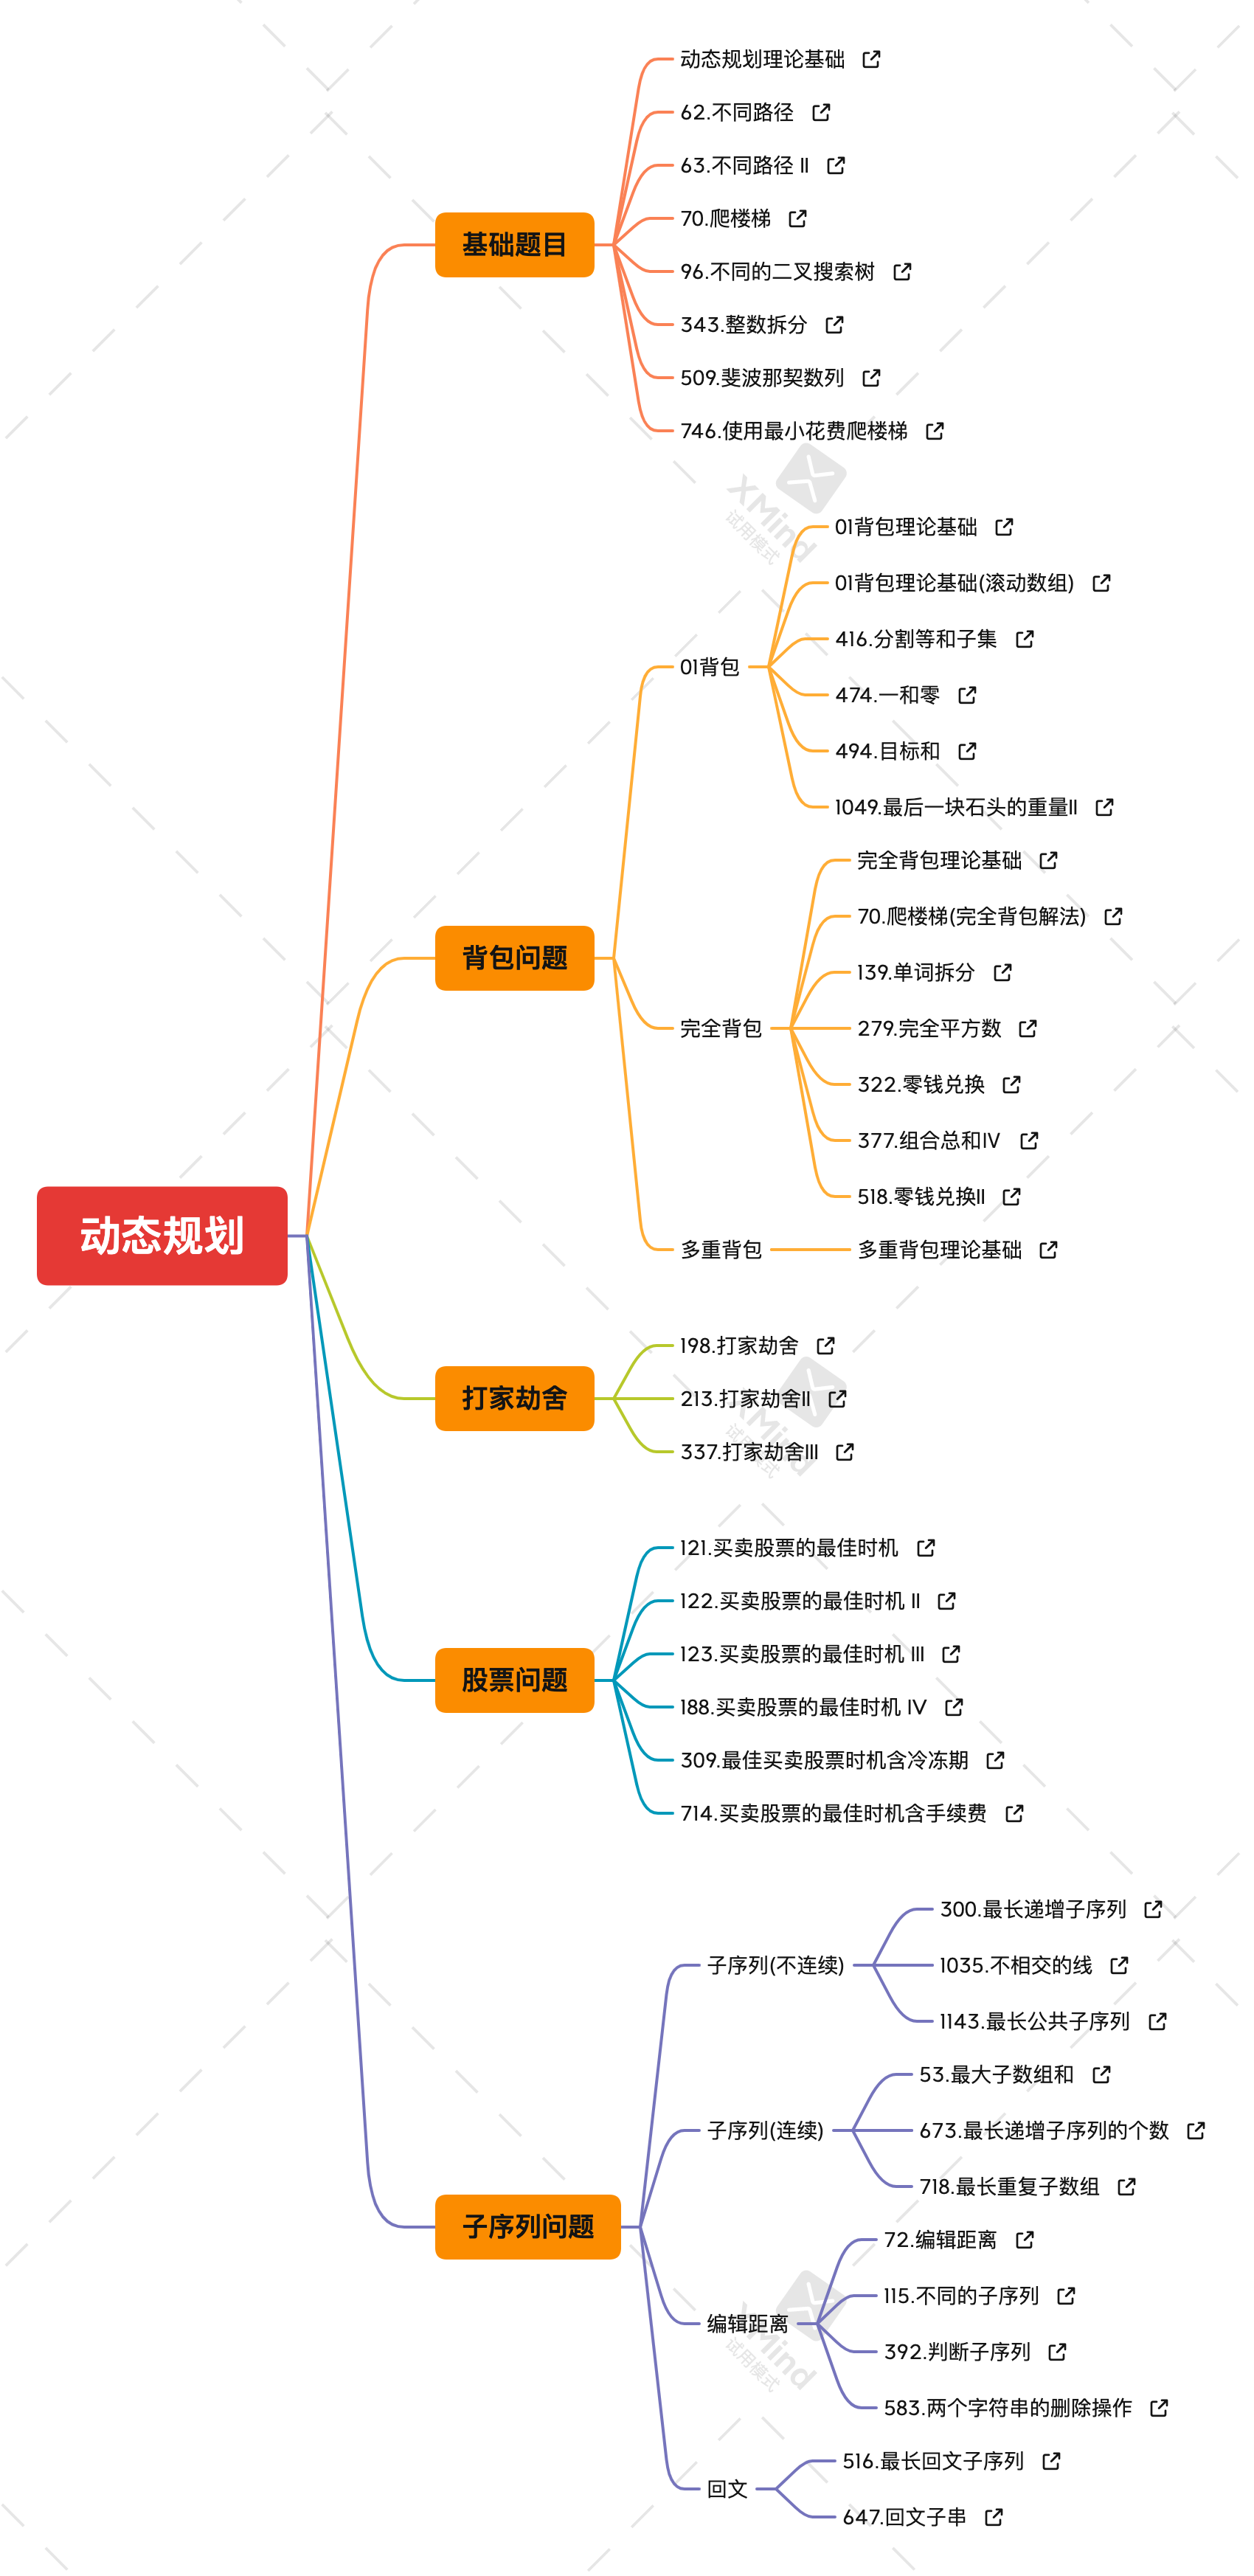 动态规划
基础题目
动态规划理论基础
62.不同路径
63.不同路径 II
70.爬楼梯
96.不同的二叉搜索树
343.整数拆分
509.斐波那契数列
746.使用最小花费爬楼梯
背包问题
01背包
01背包理论基础
01背包理论基础(滚动数组)
416.分割等和子集
474.一和零
494.目标和
1049.最后一块石头的重量II
完全背包
完全背包理论基础
70.爬楼梯(完全背包解法)
139.单词拆分
279.完全平方数
322.零钱兑换
377.组合总和IV
518.零钱兑换II
多重背包
多重背包理论基础
打家劫舍
198.打家劫舍
213.打家劫舍II
337.打家劫舍III
股票问题
121.买卖股票的最佳时机
122.买卖股票的最佳时机 II
123.买卖股票的最佳时机 III
188.买卖股票的最佳时机 IV
309.最佳买卖股票时机含冷冻期
714.买卖股票的最佳时机含手续费
子序列问题
子序列(不连续)
300.最长递增子序列
1035.不相交的线
1143.最长公共子序列
子序列(连续)
53.最大子数组和
673.最长递增子序列的个数
718.最长重复子数组
编辑距离
72.编辑距离
115.不同的子序列
392.判断子序列
583.两个字符串的删除操作
回文
516.最长回文子序列
647.回文子串
XMind
试用模式
XMind
试用模式
XMind
试用模式